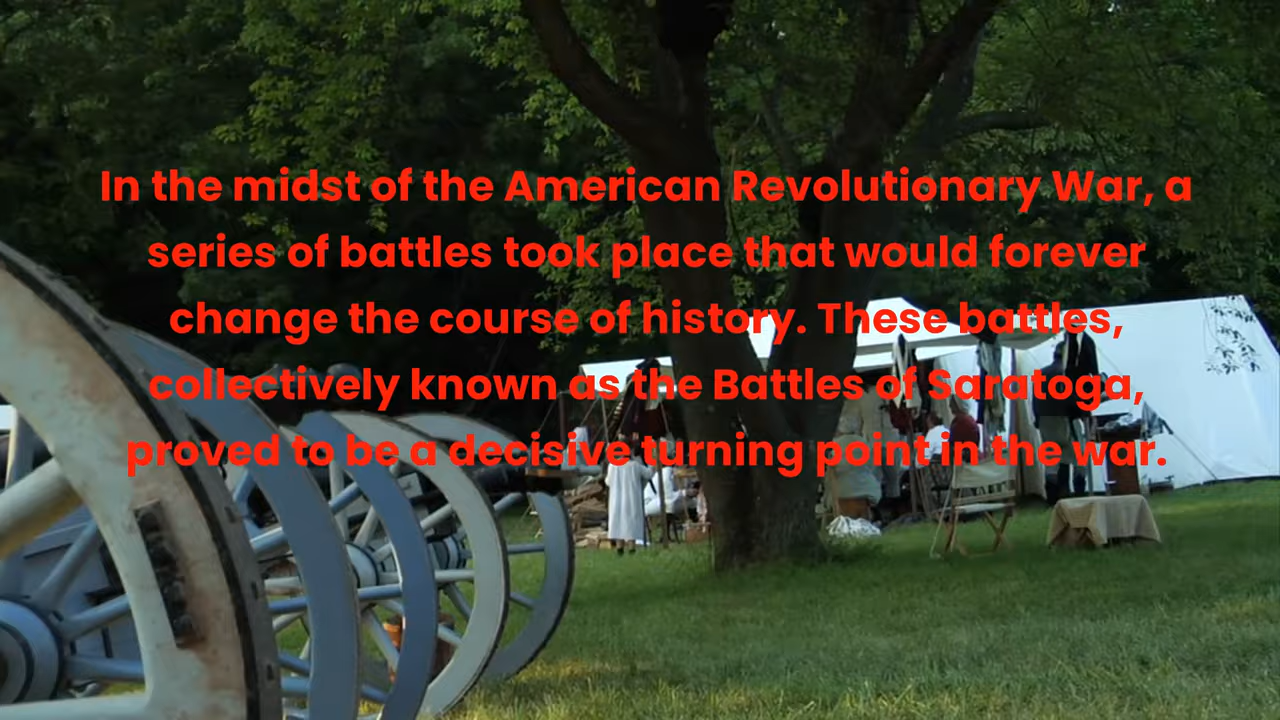 In the midst of the American Revolutionary War, a
series of battles took place that would forever
change the course of history. These battles,
collectively known as the Battles of Saratoga,
proved to be a decisive turning point in the war.